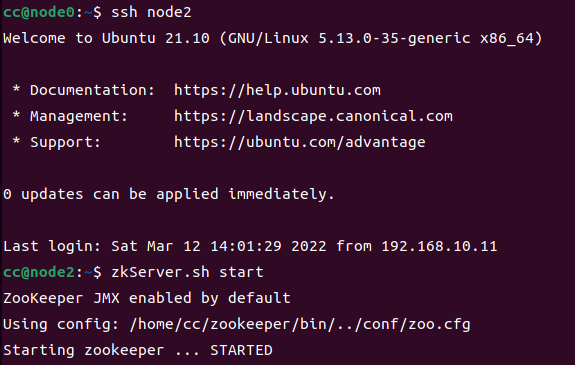 cc@node0:~$ ssh node2
Welcome to Ubuntu 21.10 (GNU/Linux 5.13.0-35-generic x86_64)
* Documentation:  https://help.ubuntu.com
* Management:     https://landscape.canonical.com
* Support:        https://ubuntu.com/advantage
0 updates can be applied immediately.
Last login: Sat Mar 12 14:01:29 2022 from 192.168.10.11
cc@node2:~$ zkServer.sh start
ZooKeeper JMX enabled by default
Using config: /home/cc/zookeeper/bin/../conf/zoo.cfg
Starting zookeeper ... STARTED